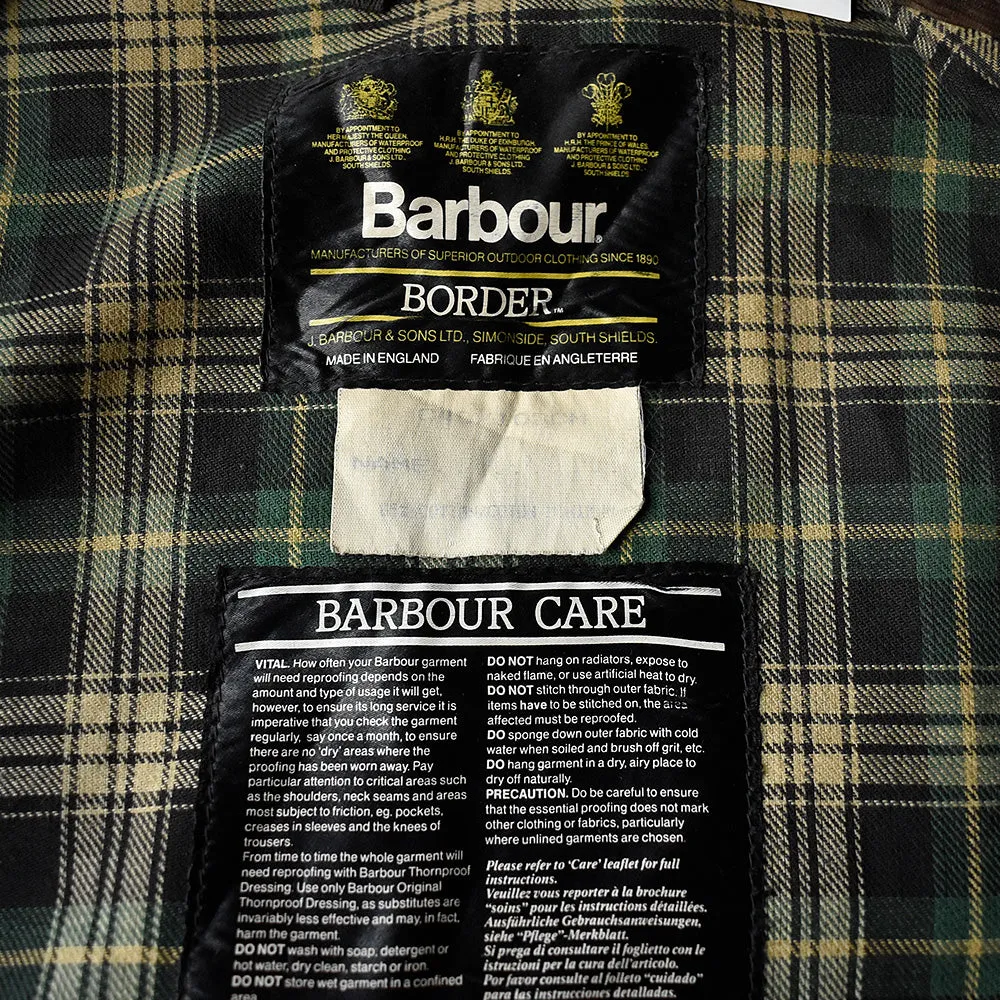 BY APPOINTMENT TO
HER MAJESTY THE QUEEN.
MANUFACTURERS OF WATERPROOF
AND PROTECTIVE CLOTHING
J. BARBOUR & SONS LTD.,
SOUTH SHIELDS.
BY APPOINTMENT TO
H.R.H. THE DUKE OF EDINBURGH.
MANUFACTURERS OF WATERPROOF
AND PROTECTIVE CLOTHING
J. BARBOUR & SONS LTD.
SOUTH SHIELDS.
BY APPOINTMENT TO
H.R.H. THE PRINCE OF WALES.
MANUFACTURERS OF WATERPROOF
AND PROTECTIVE CLOTHING
J. BARBOUR & SONS LTD.
SOUTH SHIELDS.
Barbour®
MANUFACTURERS OF SUPERIOR OUTDOOR CLOTHING SINCE 1890
BORDER™
J. BARBOUR & SONS LTD., SIMONSIDE, SOUTH SHIELDS.
MADE IN ENGLAND FABRIQUE EN ANGLETERRE
BARBOUR CARE
VITAL. How often your Barbour garment
will need reproofing depends on the
amount and type of usage it will get,
however, to ensure its long service it is
imperative that you check the garment
regularly, say once a month, to ensure
there are no 'dry' areas where the
proofing has been worn away. Pay
particular attention to critical areas such
as the shoulders, neck seams and areas
most subject to friction, eg. pockets,
creases in sleeves and the knees of
trousers.
From time to time the whole garment will
need reproofing with Barbour Thornproof
Dressing. Use only Barbour Original
Thornproof Dressing, as substitutes are
invariably less effective and may, in fact,
harm the garment.
DO NOT wash with soap, detergent or
hot water, dry clean, starch or iron.
DO NOT store wet garment in a confined
area.
DO NOT hang on radiators, expose to
naked flame, or use artificial heat to dry.
DO NOT stitch through outer fabric. If
items have to be stitched on, the area
affected must be reproofed.
DO sponge down outer fabric with cold
water when soiled and brush off grit, etc.
DO hang garment in a dry, airy place to
dry off naturally.
PRECAUTION. Do be careful to ensure
that the essential proofing does not mark
other clothing or fabrics, particularly
where unlined garments are chosen.
Please refer to 'Care' leaflet for full
instructions.
Veuillez vous reporter à la brochure
"soins" pour les instructions détaillées.
Ausführliche Gebrauchsanweisungen,
siehe "Pflege"-Merkblatt.
Si prega di consultare il foglietto con le
istruzioni per la cura dell'articolo.
Por favor consulte al folleto "cuidado"
para las instrucciones detalladas.